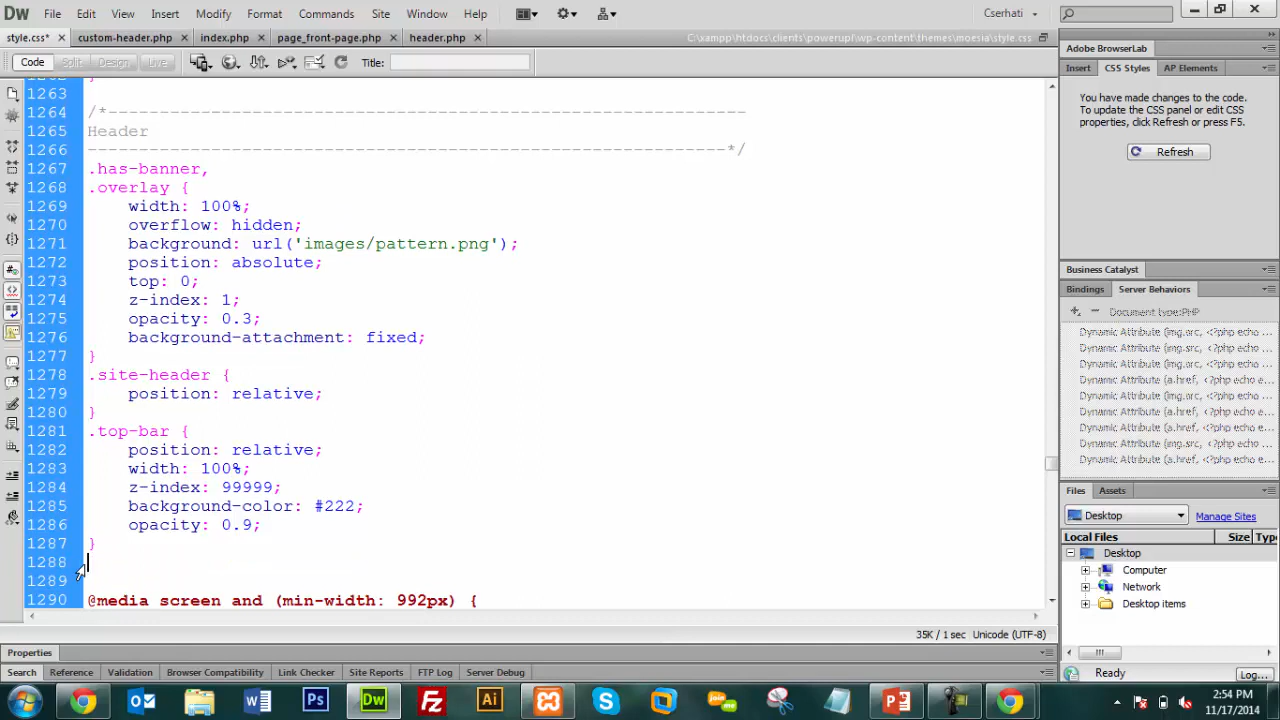 DW File Edit View Insert Modify Format Commands Site Window Help Cserhati
style.css* custom-header.php index.php page_front-page.php header.php C:\xampp\htdocs\clients\powerupl\wp-content\themes\moesia\style.css
Code Split Design Live Title:
1263
1264 /*---------------------------------------------------------------
1265 Header
1266 ---------------------------------------------------------------*/
1267 .has-banner,
1268 .overlay {
1269 width: 100%;
1270 overflow: hidden;
1271 background: url('images/pattern.png');
1272 position: absolute;
1273 top: 0;
1274 z-index: 1;
1275 opacity: 0.3;
1276 background-attachment: fixed;
1277 }
1278 .site-header {
1279 position: relative;
1280 }
1281 .top-bar {
1282 position: relative;
1283 width: 100%;
1284 z-index: 99999;
1285 background-color: #222;
1286 opacity: 0.9;
1287 }
1288
1289
1290 @media screen and (min-width: 992px) {
35K / 1 sec Unicode (UTF-8)
Properties
Search Reference Validation Browser Compatibility Link Checker Site Reports FTP Log Server Debug
Adobe BrowserLab
Insert CSS Styles AP Elements
You have made changes to the code.
To update the CSS panel or edit CSS
properties, click Refresh or press F5.
Refresh
Business Catalyst
Bindings Server Behaviors
Document type:PHP
Dynamic Attribute (img.src, <?php echo
Dynamic Attribute (a.href, <?php echo e
Dynamic Attribute (img.src, <?php echo
Dynamic Attribute (img.src, <?php echo
Dynamic Attribute (img.src, <?php echo
Dynamic Attribute (a.href, <?php echo e
Dynamic Attribute (a.href, <?php echo e
Dynamic Attribute (a.href, <?php echo e
Files Assets
Desktop Manage Sites
Local Files Size Type
Desktop
Computer
Network
Desktop items
Ready Log...
W Ps Dw Fz Ai S P
2:54 PM
11/17/2014